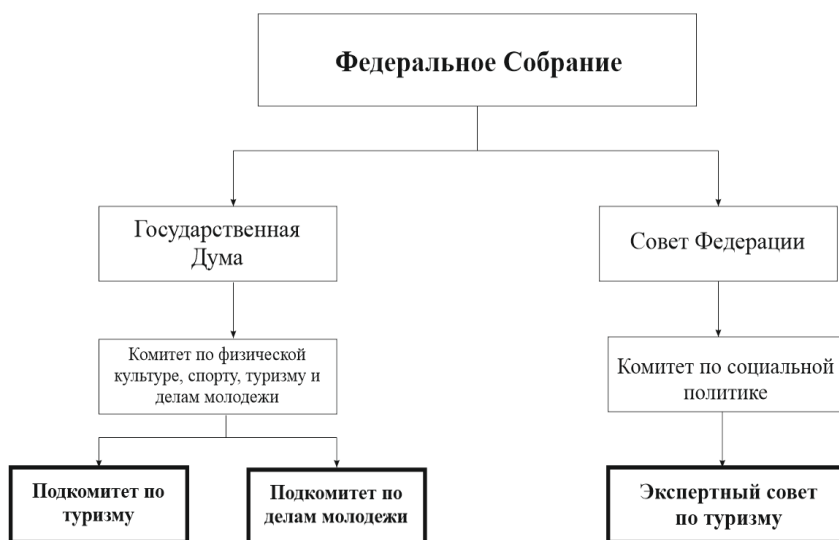 Федеральное Собрание
Государственная
Дума
Совет Федерации
Комитет по физической
культуре, спорту, туризму и
делам молодежи
Комитет по социальной
политике
Подкомитет по
туризму
Подкомитет по
делам молодежи
Экспертный совет
по туризму